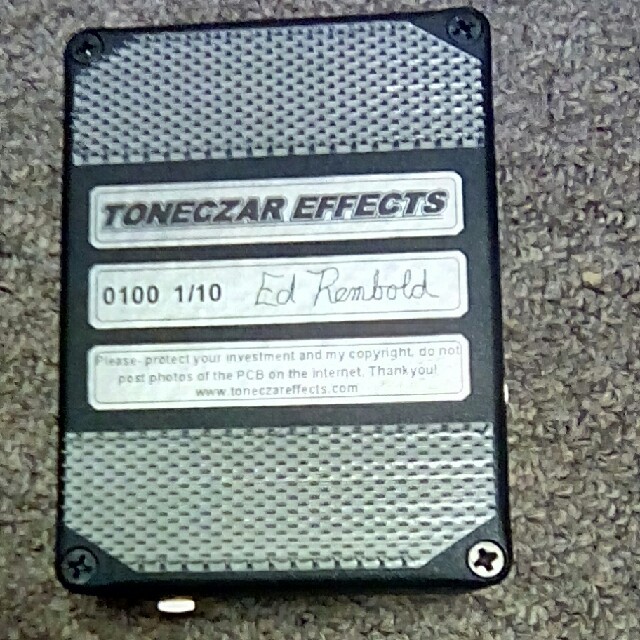 TONECZAR EFFECTS
0100 1/10 Ed Rembold
Please protect your investment and my copyright, do not
post photos of the PCB on the internet. Thankyou!
www.toneczareffects.com